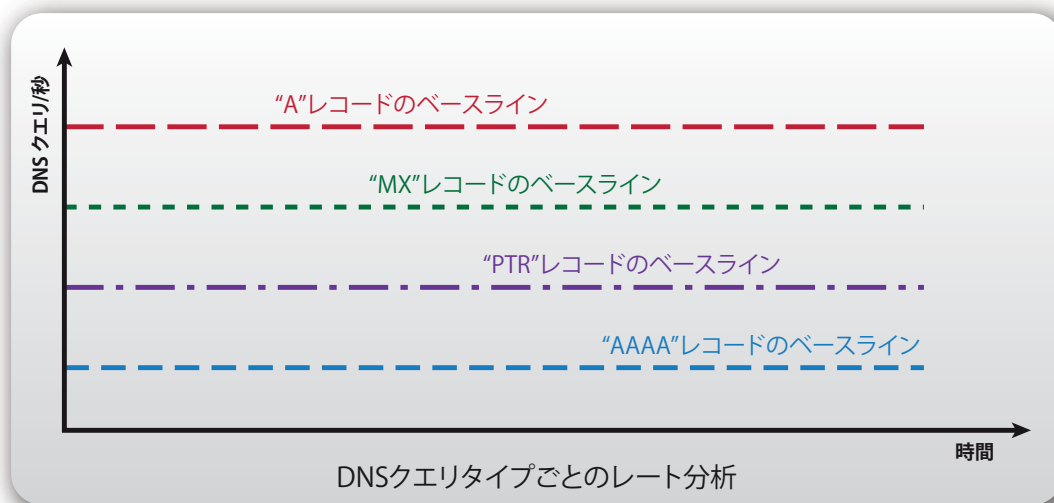 DNS クエリ/秒
“A”レコードのベースライン
“MX”レコードのベースライン
“PTR”レコードのベースライン
“AAAA”レコードのベースライン
時間
DNSクエリタイプごとのレート分析